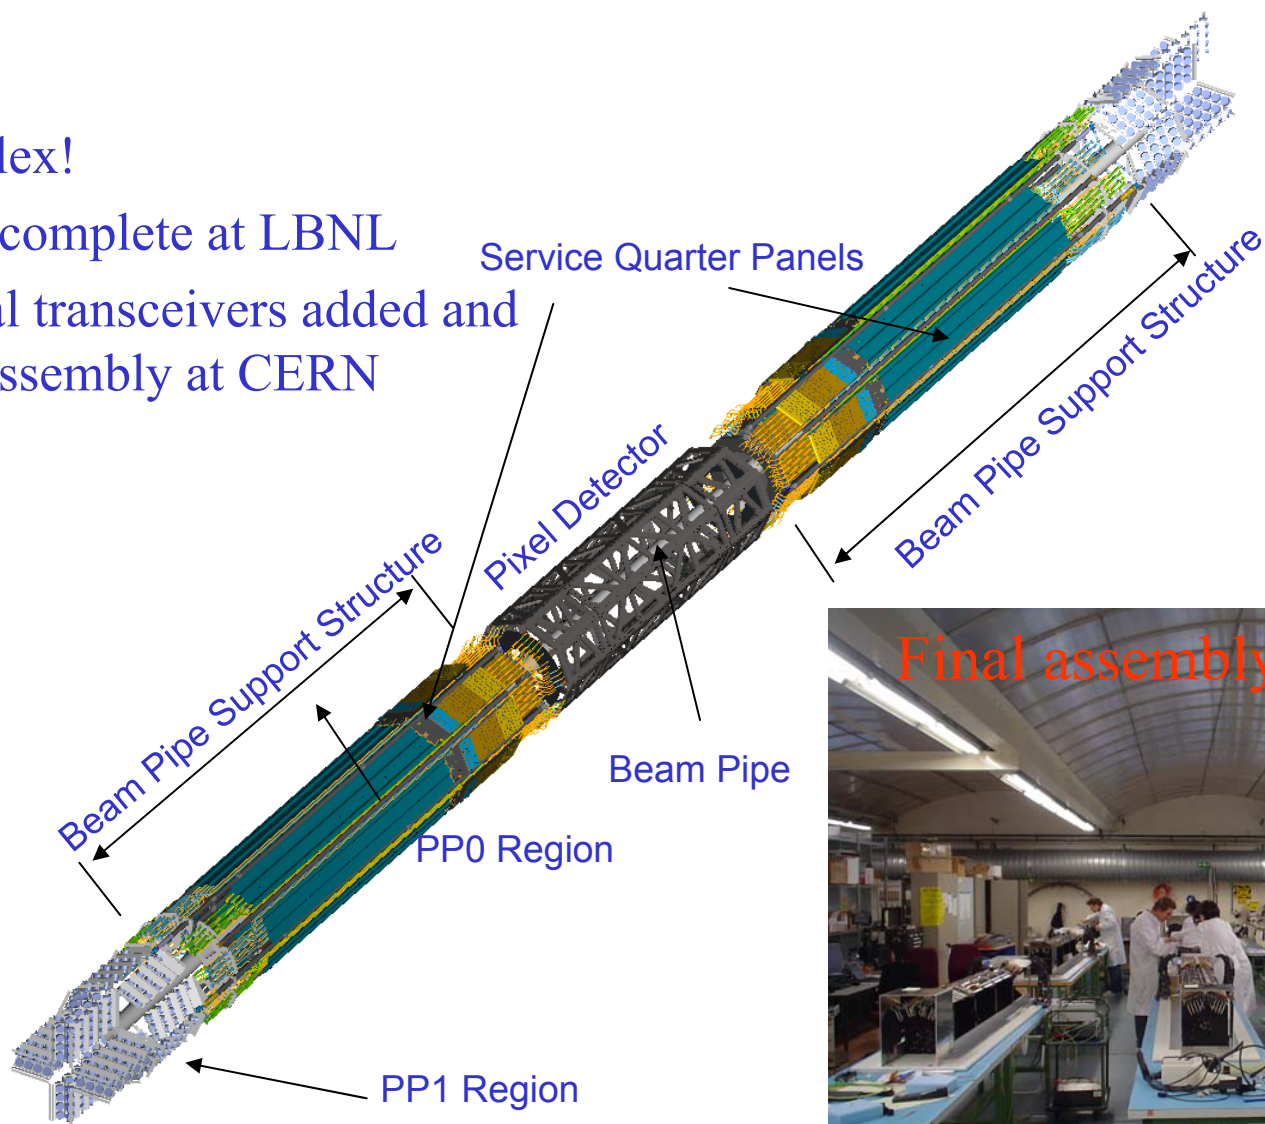 lex!
complete at LBNL
al transceivers added and
ssembly at CERN
Service Quarter Panels
Beam Pipe Support Structure
Pixel Detector
Beam Pipe Support Structure
Final assembly
Beam Pipe
PP0 Region
PP1 Region